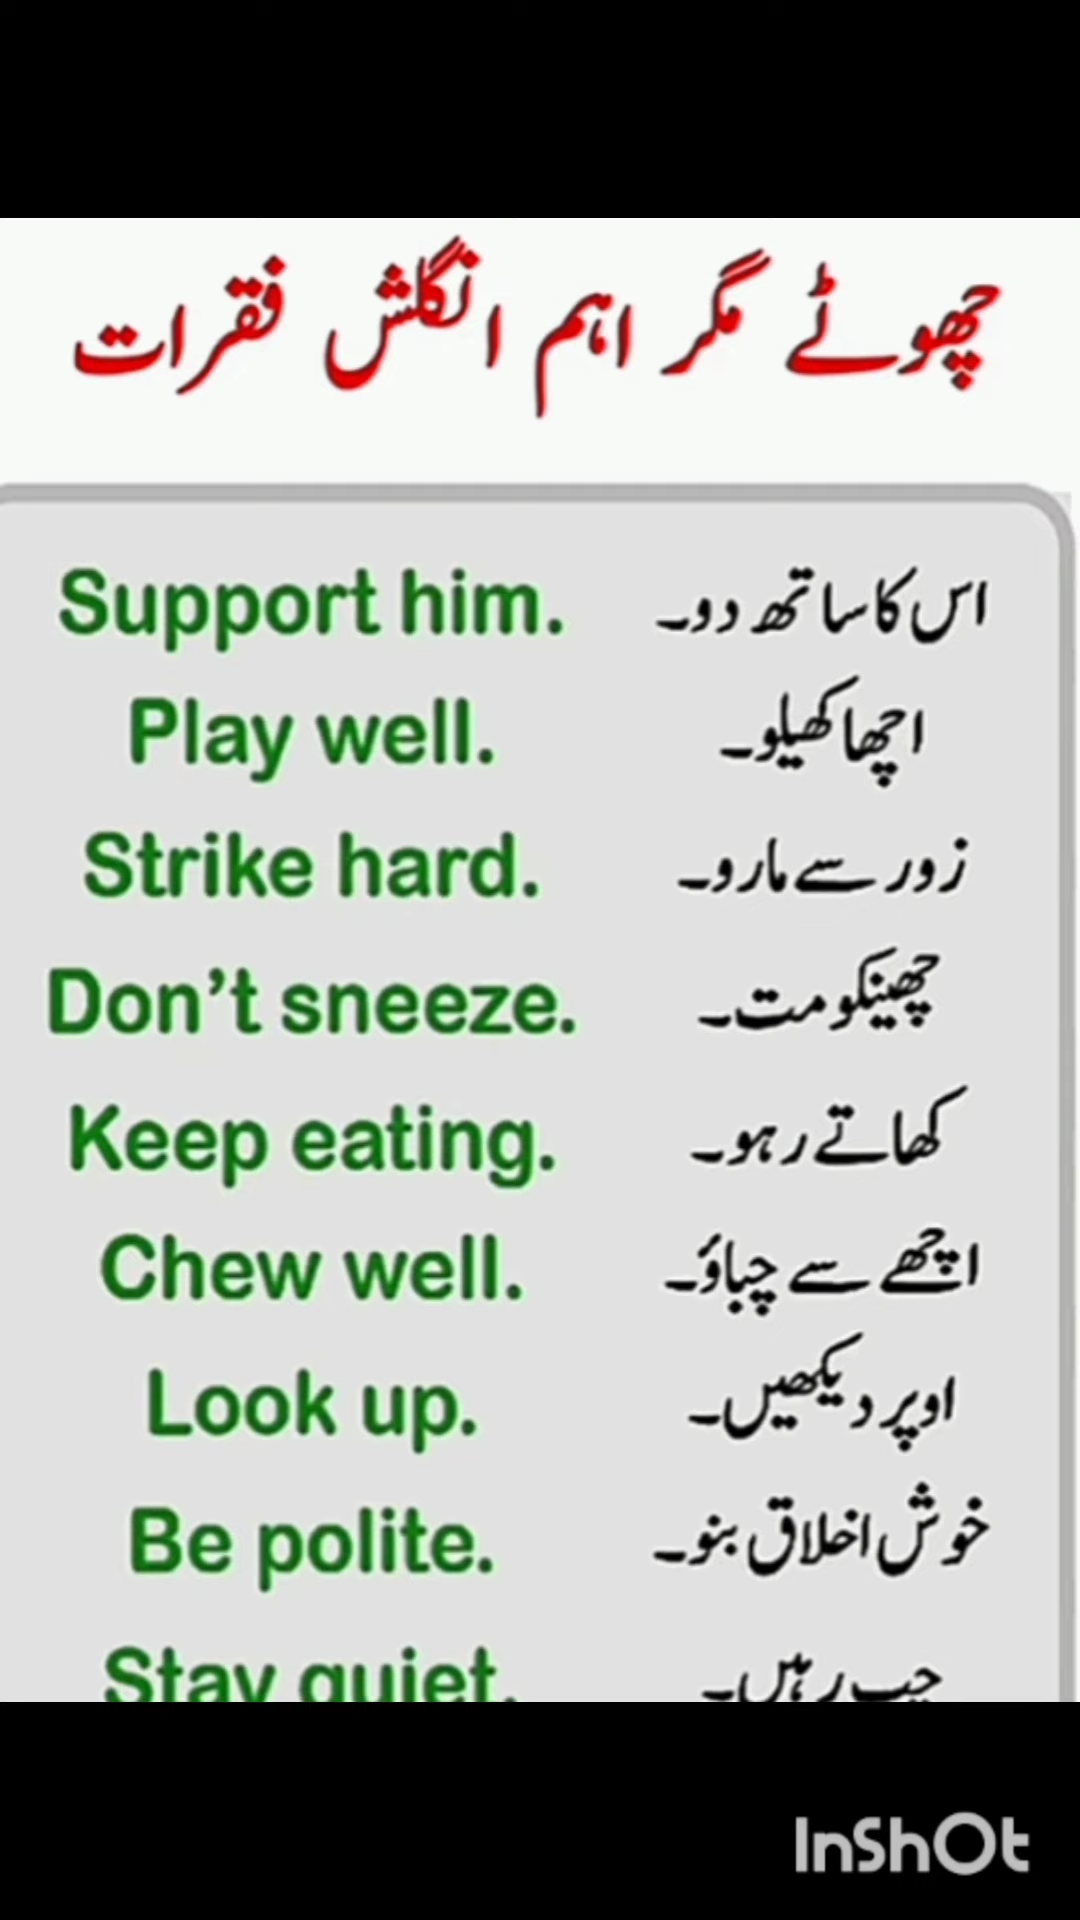 چھوٹے مگر اہم انگلش فقرات
Support him. اس کا ساتھ دو۔
Play well. اچھا کھیلو۔
Strike hard. زور سے مارو۔
Don’t sneeze. چھینکو مت۔
Keep eating. کھاتے رہو۔
Chew well. اچھے سے چباؤ۔
Look up. اوپر دیکھیں۔
Be polite. خوش اخلاق بنو۔
Stay quiet. چپ رہیں۔
InShOt